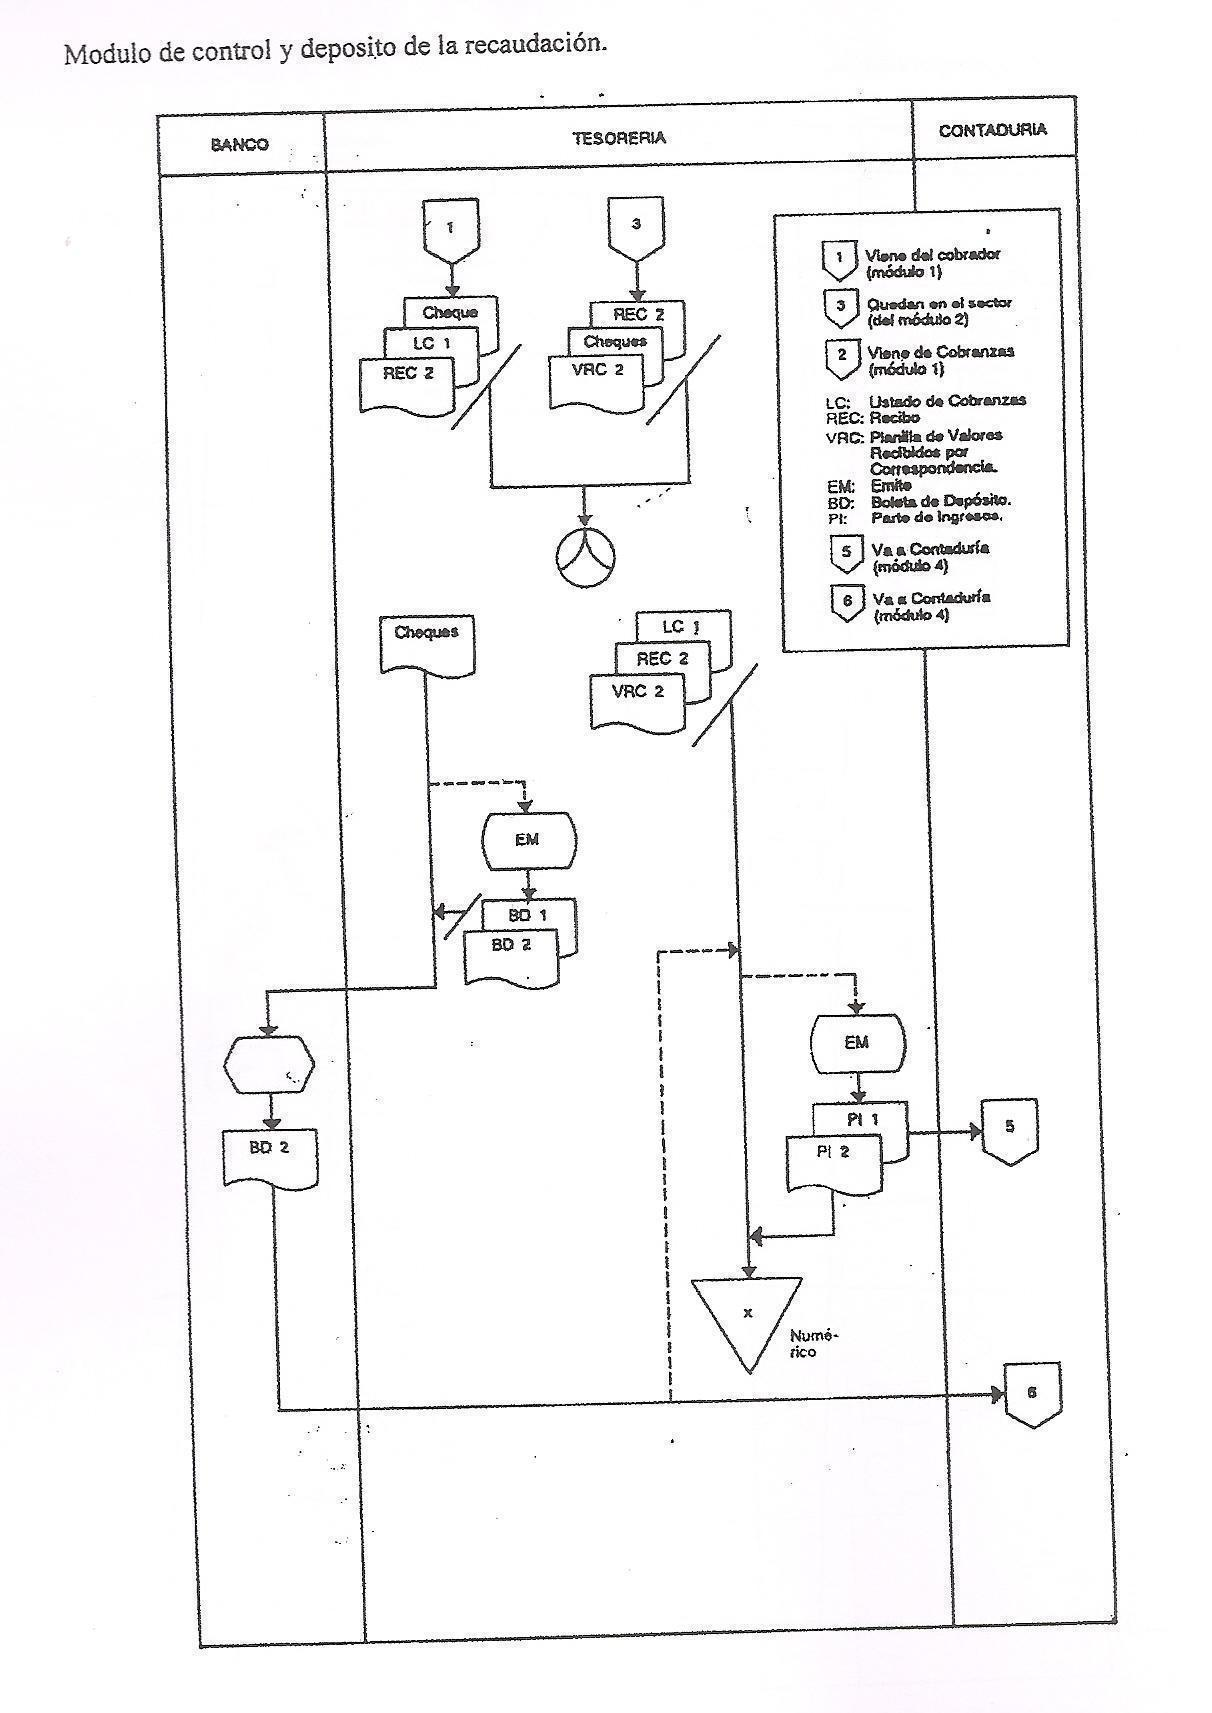 Modulo de control y deposito de la recaudación.
BANCO
TESORERIA
CONTADURIA
1
3
Cheque
LC 1
REC 2
REC 2
Cheques
VRC 2
1 Viene del cobrador
(módulo 1)
3 Quedan en el sector
(del módulo 2)
2 Viene de Cobranzas
(módulo 1)
LC: Listado de Cobranzas
REC: Recibo
VRC: Planilla de Valores
Recibidos por
Correspondencia.
EM: Emite
BD: Boleta de Depósito.
PI: Parte de Ingresos.
5 Va a Contaduría
(módulo 4)
6 Va a Contaduría
(módulo 4)
Cheques
LC 1
REC 2
VRC 2
EM
BD 1
BD 2
EM
PI 1
PI 2
5
BD 2
x
Numé-
rico
6